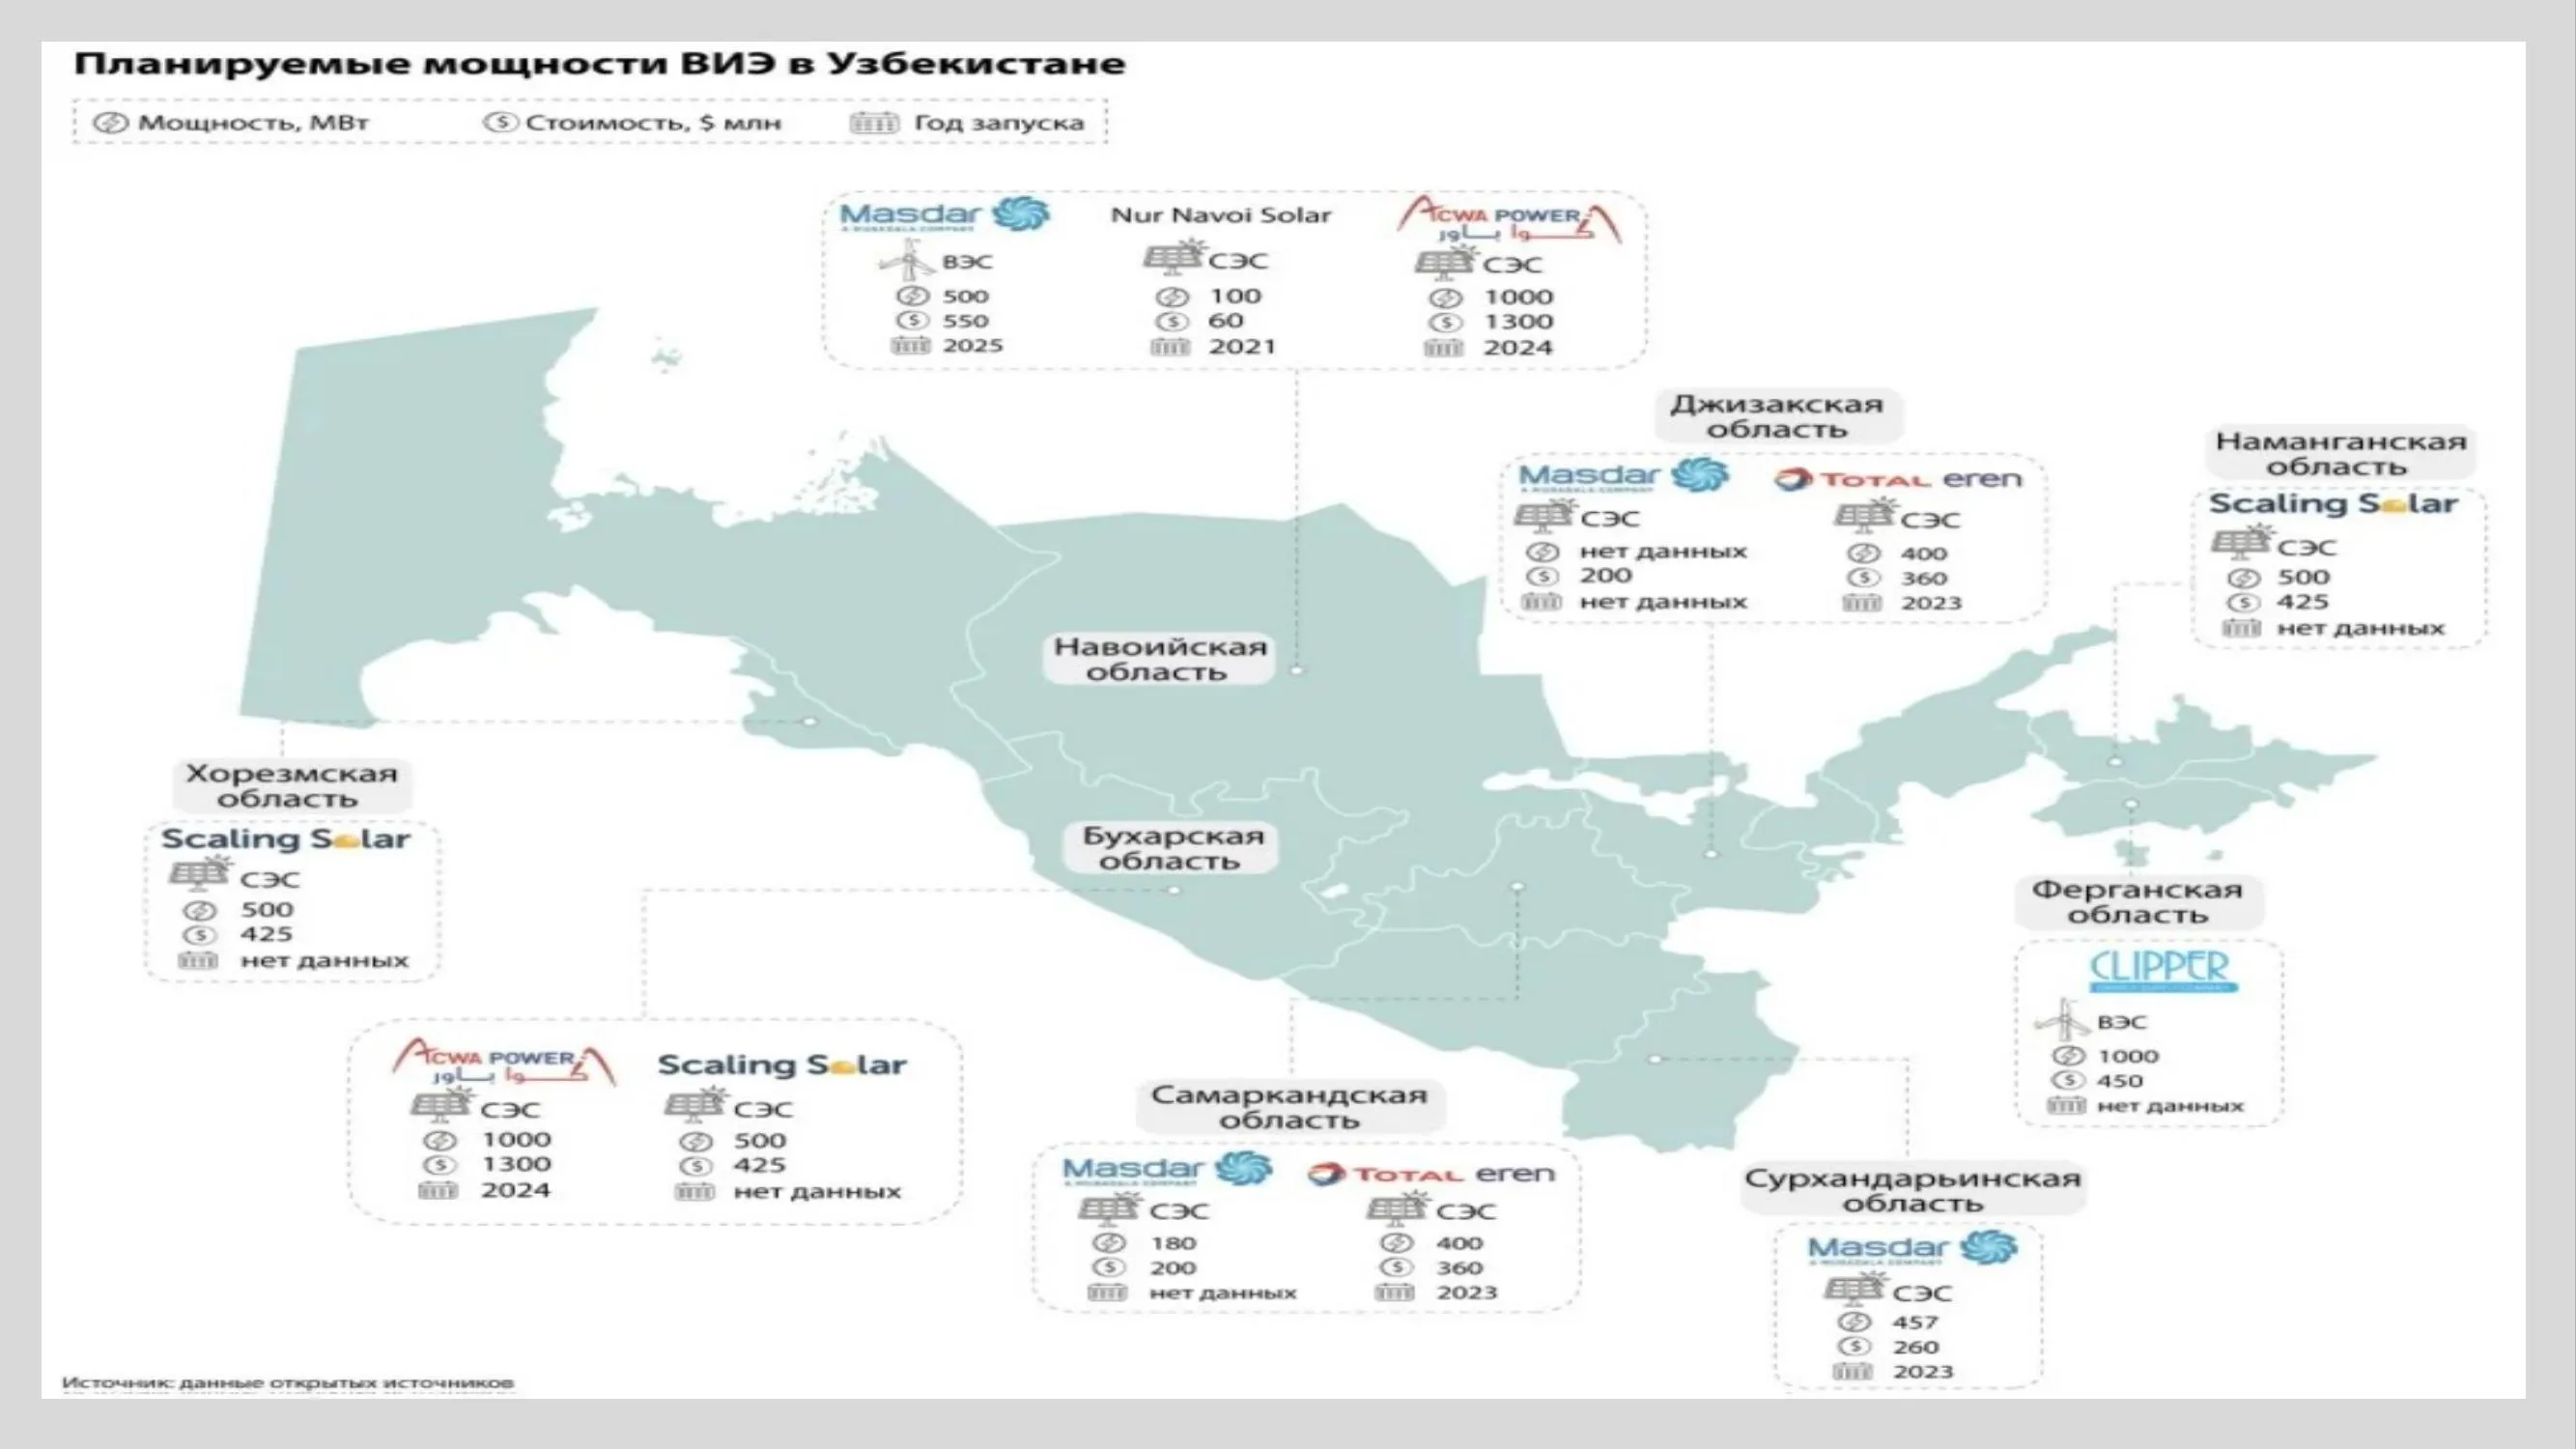 Планируемые мощности ВИЭ в Узбекистане
Мощность, МВт
Стоимость, $ млн
Год запуска
Masdar
ВЭС
500
550
2025
Nur Navoi Solar
СЭС
100
60
2021
ACWA POWER
СЭС
1000
1300
2024
Навоийская
область
Джизакская
область
Masdar
СЭС
нет данных
200
нет данных
TOTAL eren
СЭС
400
360
2023
Наманганская
область
Scaling Solar
СЭС
500
425
нет данных
Хорезмская
область
Scaling Solar
СЭС
500
425
нет данных
Бухарская
область
ACWA POWER
СЭС
1000
1300
2024
Scaling Solar
СЭС
500
425
нет данных
Самаркандская
область
Masdar
СЭС
180
200
нет данных
TOTAL eren
СЭС
400
360
2023
Ферганская
область
CLIPPER
ВЭС
1000
450
нет данных
Сурхандарьинская
область
Masdar
СЭС
457
260
2023
Источник: данные открытых источников